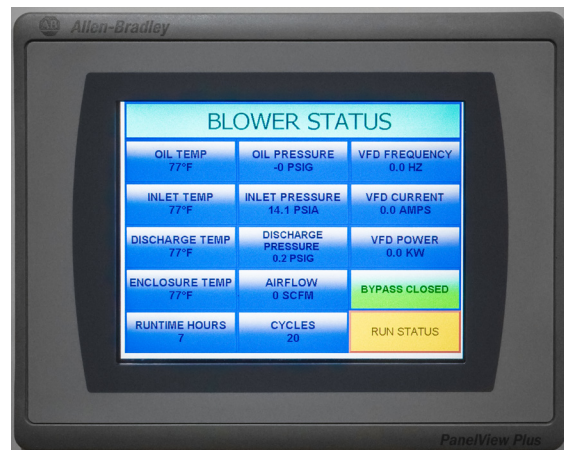 Allen-Bradley
BLOWER STATUS
OIL TEMP
77°F
OIL PRESSURE
-0 PSIG
VFD FREQUENCY
0.0 HZ
INLET TEMP
77°F
INLET PRESSURE
14.1 PSIA
VFD CURRENT
0.0 AMPS
DISCHARGE TEMP
77°F
DISCHARGE
PRESSURE
0.2 PSIG
VFD POWER
0.0 KW
ENCLOSURE TEMP
77°F
AIRFLOW
0 SCFM
BYPASS CLOSED
RUNTIME HOURS
7
CYCLES
20
RUN STATUS
PanelView Plus